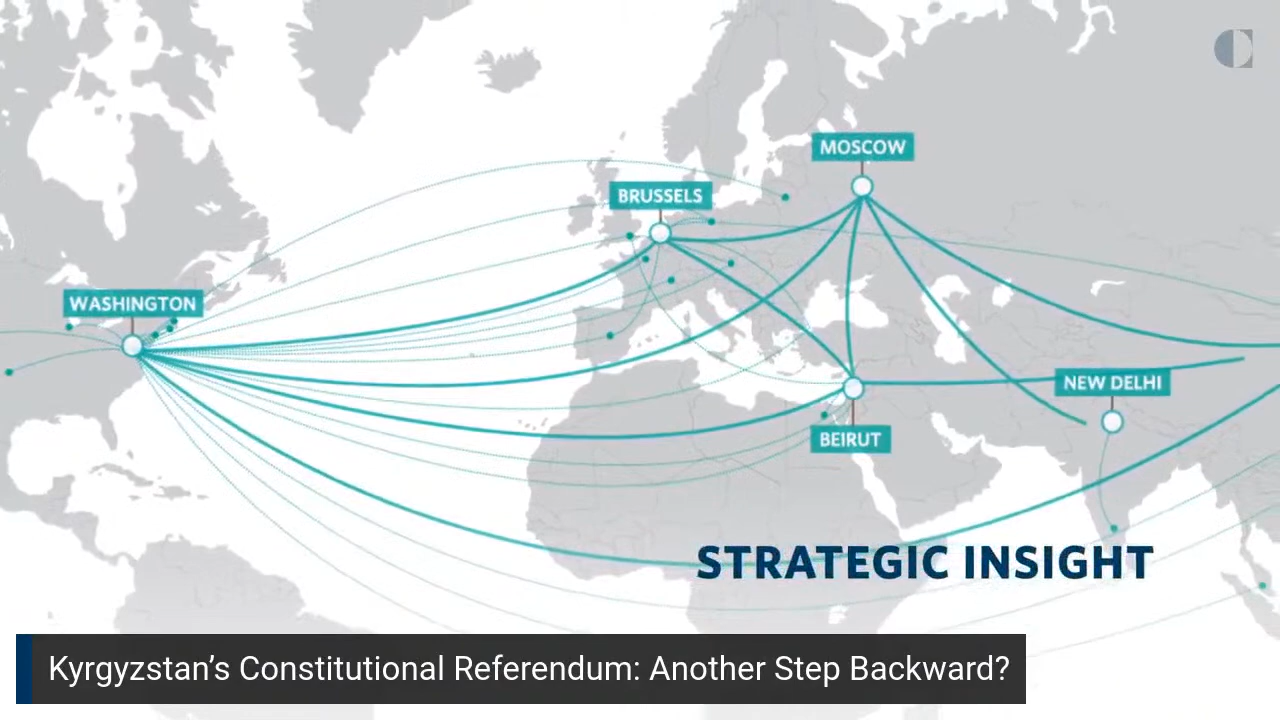 MOSCOW
BRUSSELS
WASHINGTON
NEW DELHI
BEIRUT
STRATEGIC INSIGHT
Kyrgyzstan’s Constitutional Referendum: Another Step Backward?